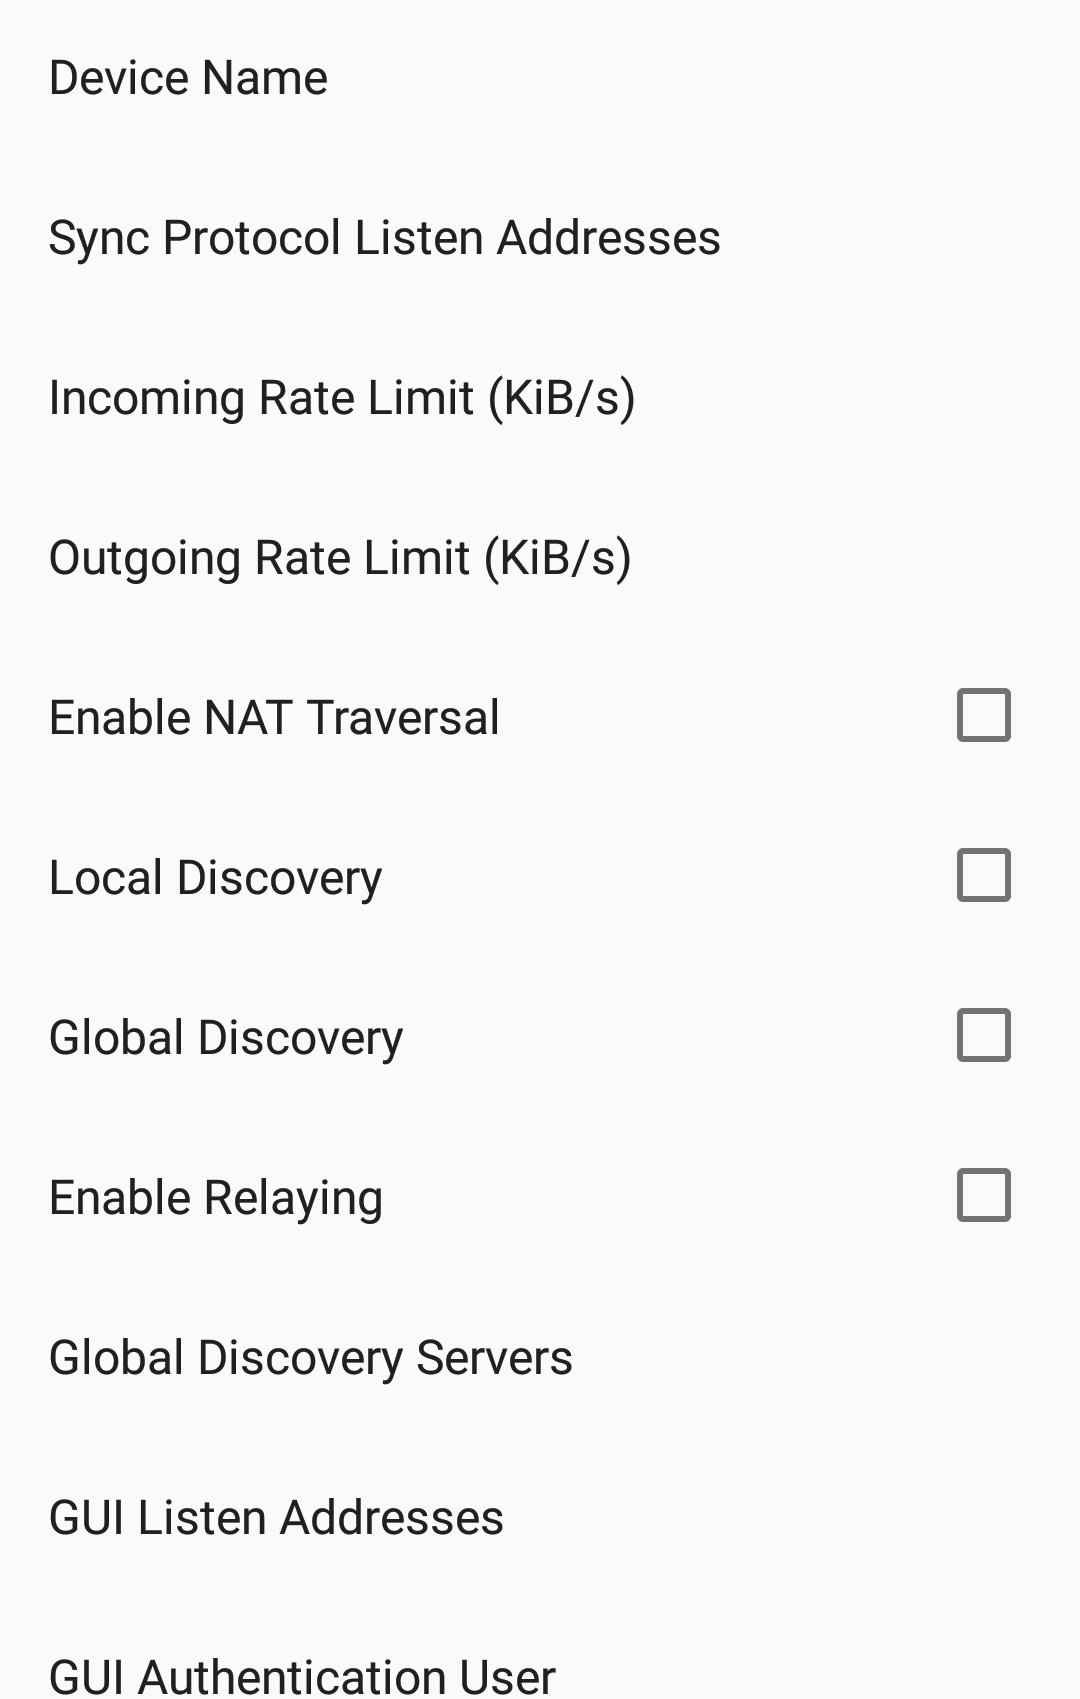 Device Name
Sync Protocol Listen Addresses
Incoming Rate Limit (KiB/s)
Outgoing Rate Limit (KiB/s)
Enable NAT Traversal
Local Discovery
Global Discovery
Enable Relaying
Global Discovery Servers
GUI Listen Addresses
GUI Authentication User